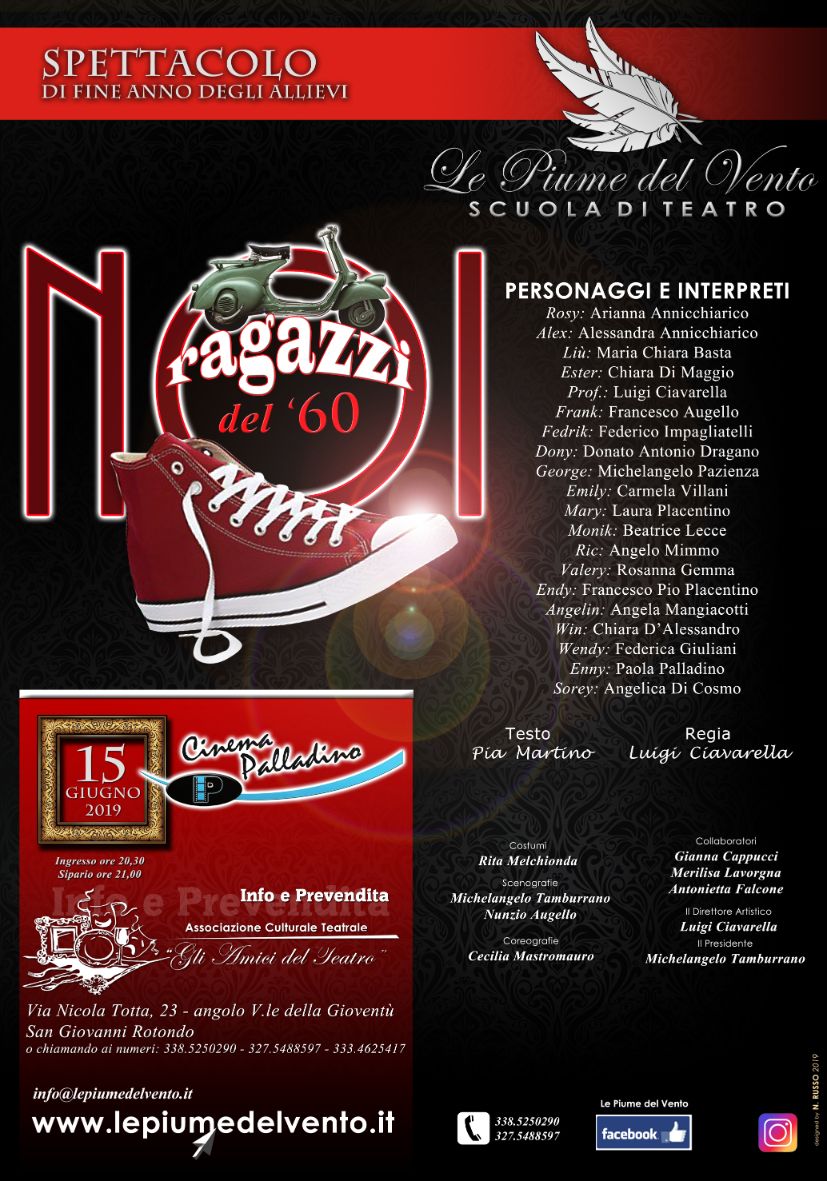 SPETTACOLO
DI FINE ANNO DEGLI ALLIEVI
Le Piume del Vento
SCUOLA DI TEATRO
NOI
ragazzi
del ‘60
PERSONAGGI E INTERPRETI
Rosy: Arianna Annicchiarico
Alex: Alessandra Annicchiarico
Liù: Maria Chiara Basta
Ester: Chiara Di Maggio
Prof.: Luigi Ciavarella
Frank: Francesco Augello
Fedrik: Federico Impagliatelli
Dony: Donato Antonio Dragano
George: Michelangelo Pazienza
Emily: Carmela Villani
Mary: Laura Placentino
Monik: Beatrice Lecce
Ric: Angelo Mimmo
Valery: Rosanna Gemma
Endy: Francesco Pio Placentino
Angelin: Angela Mangiacotti
Win: Chiara D’Alessandro
Wendy: Federica Giuliani
Enny: Paola Palladino
Sorey: Angelica Di Cosmo
Testo
Pia Martino
Regia
Luigi Ciavarella
15
GIUGNO
2019
Cinema
Palladino
P
Ingresso ore 20,30
Sipario ore 21,00
Info e Prevendita
Info e Prevendita
Associazione Culturale Teatrale
“Gli Amici del Teatro”
Via Nicola Totta, 23 - angolo V.le della Gioventù
San Giovanni Rotondo
o chiamando ai numeri: 338.5250290 - 327.5488597 - 333.4625417
info@lepiumedelvento.it
www.lepiumedelvento.it
Costumi
Rita Melchionda
Scenografie
Michelangelo Tamburrano
Nunzio Augello
Coreografie
Cecilia Mastromauro
Collaboratori
Gianna Cappucci
Merilisa Lavorgna
Antonietta Falcone
Il Direttore Artistico
Luigi Ciavarella
Il Presidente
Michelangelo Tamburrano
338.5250290
327.5488597
Le Piume del Vento
facebook
designed by N. RUSSO 2019